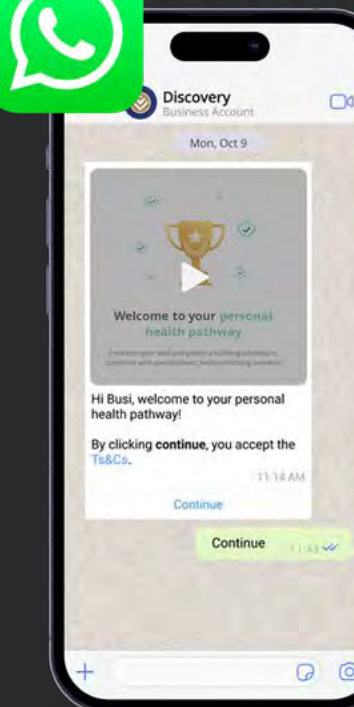 Discovery
Business Account
Mon, Oct 9
Welcome to your personal
health pathway
Hi Busi, welcome to your personal
health pathway!
By clicking continue, you accept the
Ts&Cs.
11:18 AM
Continue
Continue
11:43